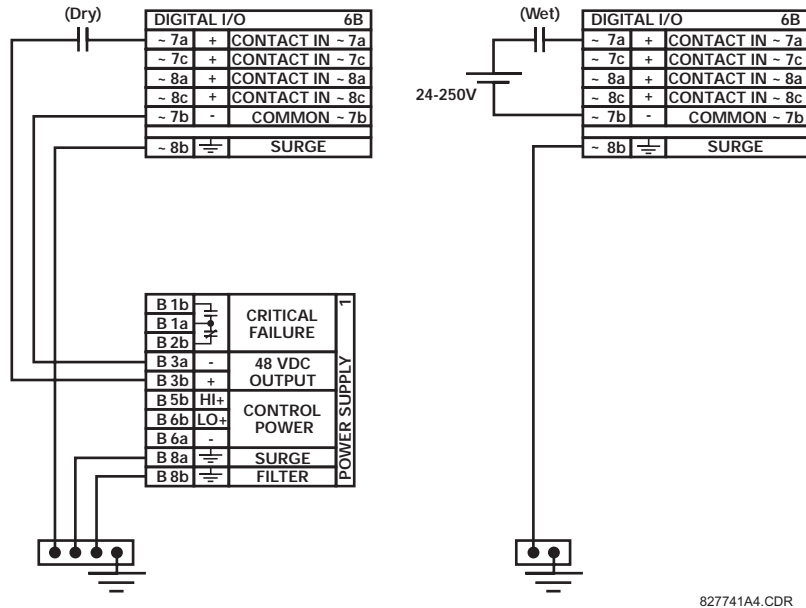 (Dry)
DIGITAL I/O 6B
~ 7a + CONTACT IN ~ 7a
~ 7c + CONTACT IN ~ 7c
~ 8a + CONTACT IN ~ 8a
~ 8c + CONTACT IN ~ 8c
~ 7b - COMMON ~ 7b
~ 8b SURGE
(Wet)
24-250V
DIGITAL I/O 6B
~ 7a + CONTACT IN ~ 7a
~ 7c + CONTACT IN ~ 7c
~ 8a + CONTACT IN ~ 8a
~ 8c + CONTACT IN ~ 8c
~ 7b - COMMON ~ 7b
~ 8b SURGE
B 1b
B 1a
B 2b
CRITICAL
FAILURE
B 3a -
B 3b +
48 VDC
OUTPUT
B 5b HI+
B 6b LO+
B 6a -
CONTROL
POWER
B 8a SURGE
B 8b FILTER
POWER SUPPLY 1
827741A4.CDR